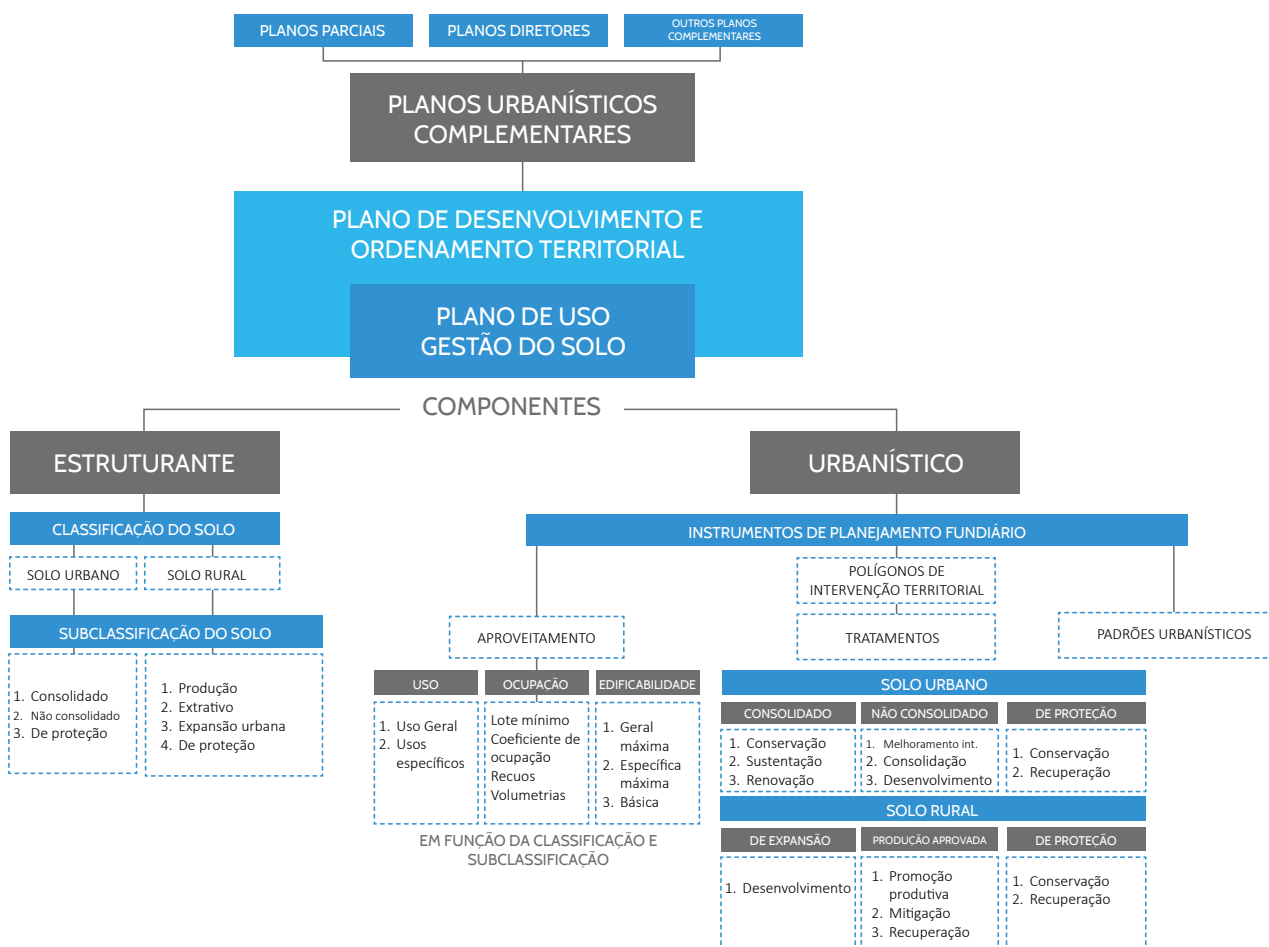 PLANOS PARCIAIS
PLANOS DIRETORES
OUTROS PLANOS
COMPLEMENTARES
PLANOS URBANÍSTICOS
COMPLEMENTARES
PLANO DE DESENVOLVIMENTO E
ORDENAMENTO TERRITORIAL
PLANO DE USO
GESTÃO DO SOLO
COMPONENTES
ESTRUTURANTE
CLASSIFICAÇÃO DO SOLO
SOLO URBANO
SOLO RURAL
SUBCLASSIFICAÇÃO DO SOLO
1. Consolidado
2. Não consolidado
3. De proteção
1. Produção
2. Extrativo
3. Expansão urbana
4. De proteção
URBANÍSTICO
INSTRUMENTOS DE PLANEJAMENTO FUNDIÁRIO
APROVEITAMENTO
USO
1. Uso Geral
2. Usos
específicos
OCUPAÇÃO
Lote mínimo
Coeficiente de
ocupação
Recuos
Volumetrias
EDIFICABILIDADE
1. Geral
máxima
2. Específica
máxima
3. Básica
EM FUNÇÃO DA CLASSIFICAÇÃO E
SUBCLASSIFICAÇÃO
POLÍGONOS DE
INTERVENÇÃO TERRITORIAL
TRATAMENTOS
PADRÕES URBANÍSTICOS
SOLO URBANO
CONSOLIDADO
1. Conservação
2. Sustentação
3. Renovação
NÃO CONSOLIDADO
1. Melhoramento int.
2. Consolidação
3. Desenvolvimento
DE PROTEÇÃO
1. Conservação
2. Recuperação
SOLO RURAL
DE EXPANSÃO
1. Desenvolvimento
PRODUÇÃO APROVADA
1. Promoção
produtiva
2. Mitigação
3. Recuperação
DE PROTEÇÃO
1. Conservação
2. Recuperação